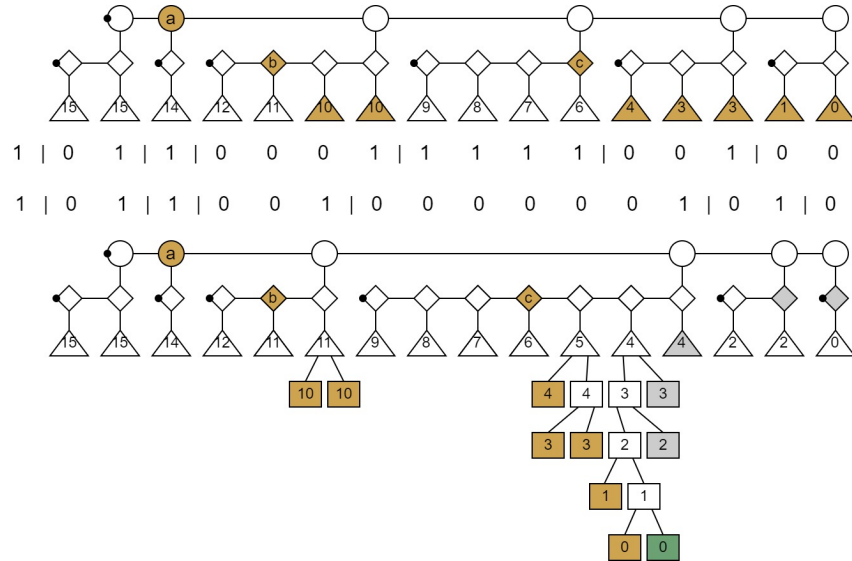 a
b c
15 15 14 12 11 10 10 9 8 7 6 4 3 3 1 0
1 | 0 1 | 1 | 0 0 0 1 | 1 1 1 1 | 0 0 1 | 0 0
1 | 0 1 | 1 | 0 0 1 | 0 0 0 0 0 0 1 | 0 1 | 0
a
b c
15 15 14 12 11 11 9 8 7 6 5 4 4 2 2 0
10 10 4 4 3 3
3 3 2 2
1 1
0 0